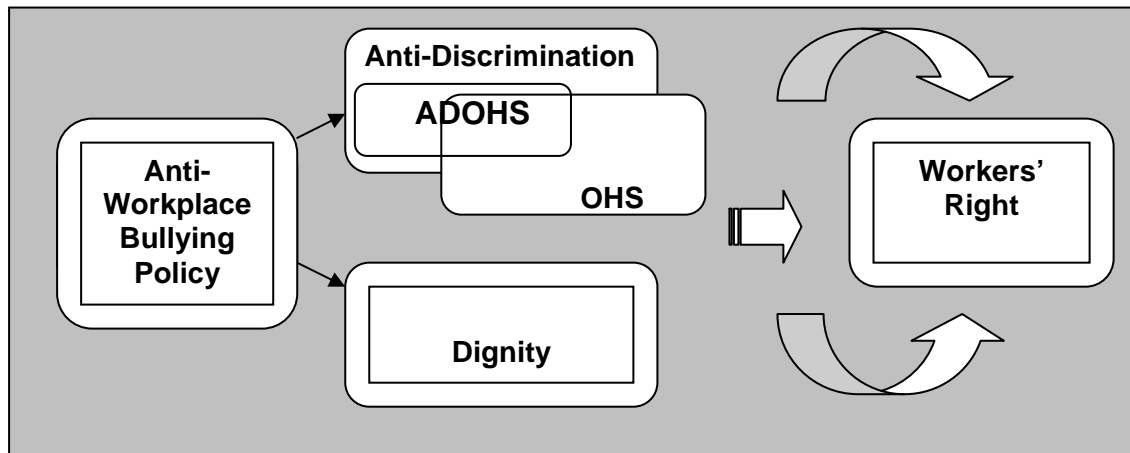 Anti-
Workplace
Bullying
Policy
Anti-Discrimination
ADOHS
OHS
Dignity
Workers’
Right